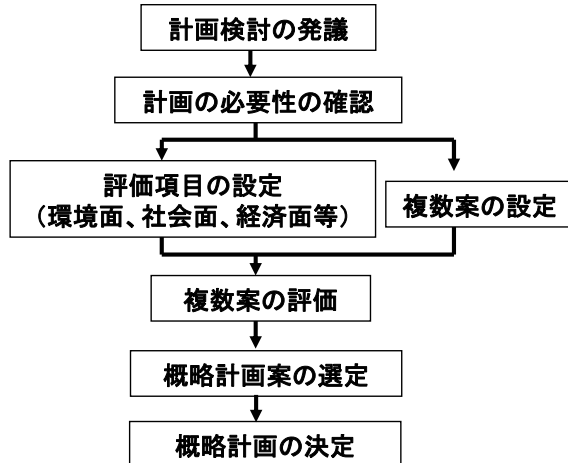 計画検討の発議
計画の必要性の確認
評価項目の設定
（環境面、社会面、経済面等）
複数案の設定
複数案の評価
概略計画案の選定
概略計画の決定